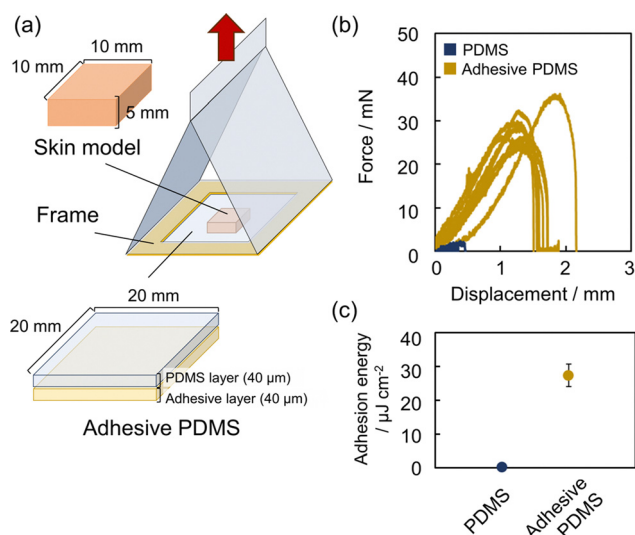 (a)
10 mm
10 mm
5 mm
Skin model
Frame
20 mm
20 mm
PDMS layer (40 μm)
Adhesive layer (40 μm)
Adhesive PDMS
(b)
PDMS
Adhesive PDMS
Force / mN
50
40
30
20
10
0
0
1
2
3
Displacement / mm
(c)
Adhesion energy
/ μJ cm⁻²
40
30
20
10
0
PDMS
Adhesive
PDMS